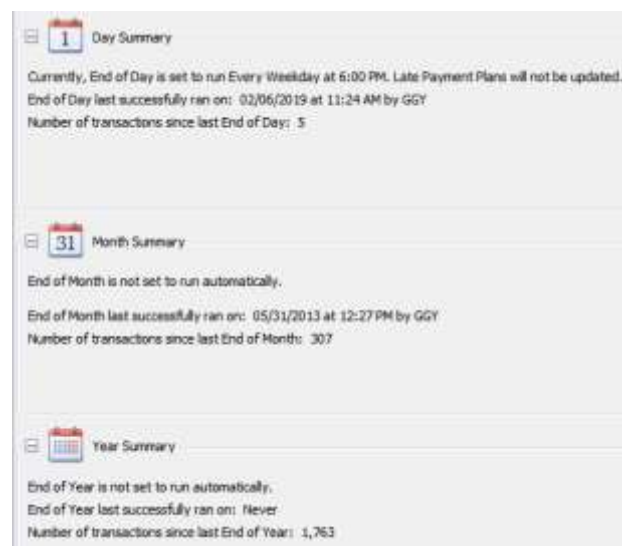 1 Day Summary
Currently, End of Day is set to run Every Weekday at 6:00 PM. Late Payment Plans will not be updated.
End of Day last successfully ran on: 02/06/2019 at 11:24 AM by GGY
Number of transactions since last End of Day: 5
31 Month Summary
End of Month is not set to run automatically.
End of Month last successfully ran on: 05/31/2013 at 12:27 PM by GGY
Number of transactions since last End of Month: 307
Year Summary
End of Year is not set to run automatically.
End of Year last successfully ran on: Never
Number of transactions since last End of Year: 1,763